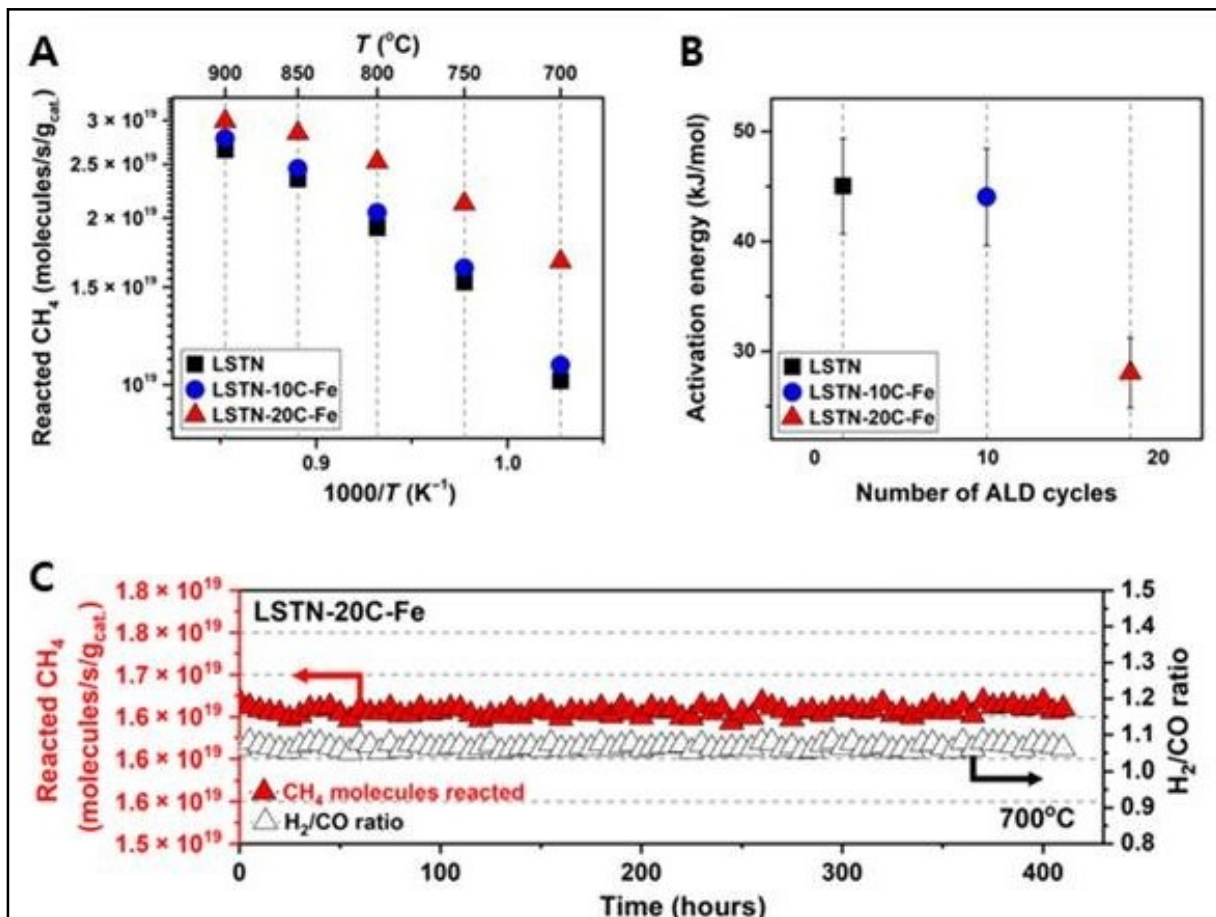 A
T (°C)
900 850 800 750 700
Reacted CH₄ (molecules/s/g_cat.)
3 × 10¹⁹
2.5 × 10¹⁹
2 × 10¹⁹
1.5 × 10¹⁹
10¹⁹
LSTN
LSTN-10C-Fe
LSTN-20C-Fe
0.9 1.0
1000/T (K⁻¹)
B
Activation energy (kJ/mol)
50
40
30
LSTN
LSTN-10C-Fe
LSTN-20C-Fe
0 10 20
Number of ALD cycles
C
Reacted CH₄
(molecules/s/g_cat.)
1.8 × 10¹⁹
1.8 × 10¹⁹
1.7 × 10¹⁹
1.6 × 10¹⁹
1.6 × 10¹⁹
1.6 × 10¹⁹
1.5 × 10¹⁹
LSTN-20C-Fe
CH₄ molecules reacted
H₂/CO ratio
700°C
1.5
1.4
1.3
1.2
1.1
1.0
0.9
0.8
H₂/CO ratio
0 100 200 300 400
Time (hours)